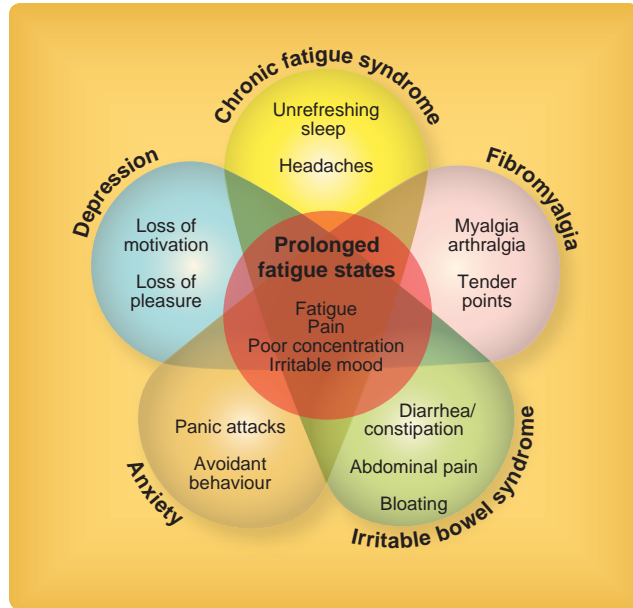 Chronic fatigue syndrome
Unrefreshing
sleep
Headaches
Depression
Loss of
motivation
Loss of
pleasure
Fibromyalgia
Myalgia
arthralgia
Tender
points
Prolonged
fatigue states
Fatigue
Pain
Poor concentration
Irritable mood
Anxiety
Panic attacks
Avoidant
behaviour
Irritable bowel syndrome
Diarrhea/
constipation
Abdominal pain
Bloating